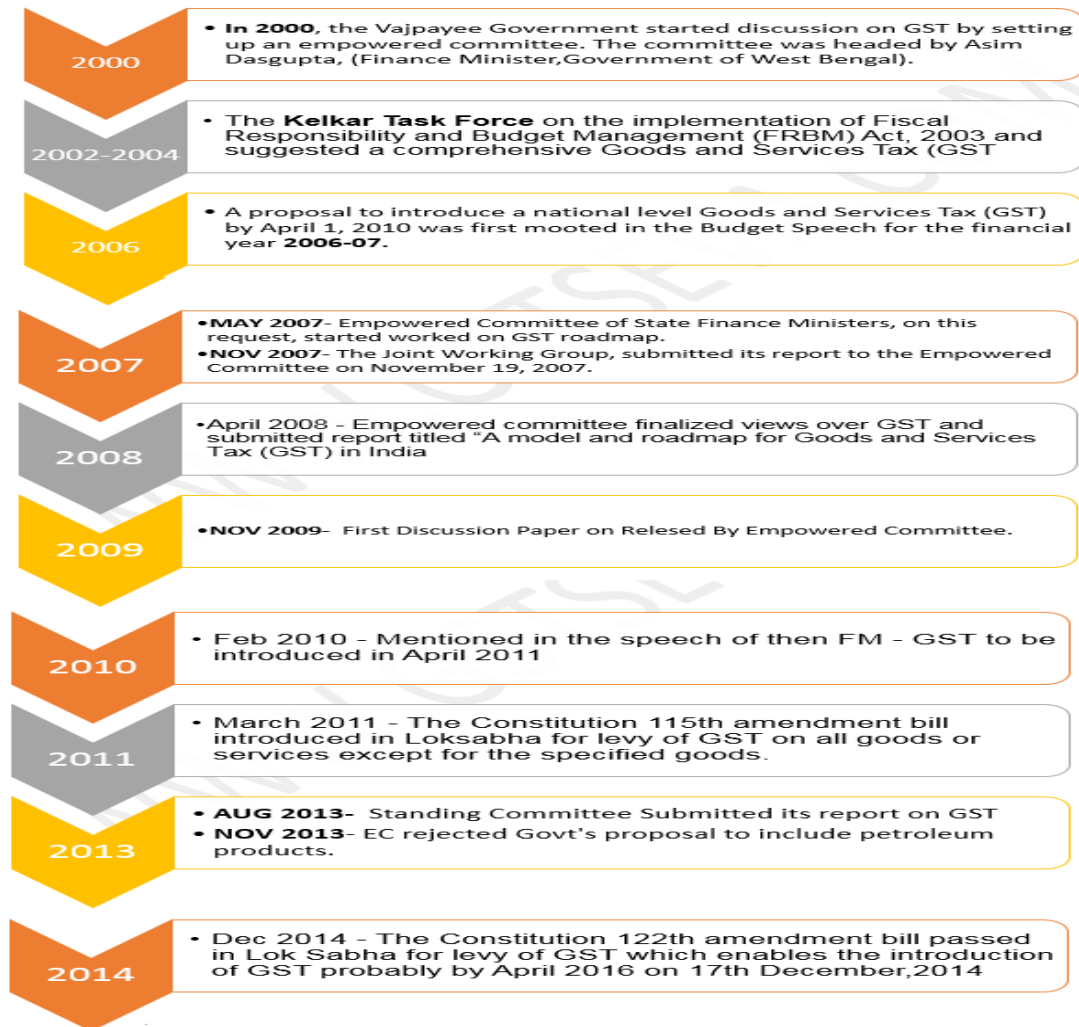 2000
• In 2000, the Vajpayee Government started discussion on GST by setting
up an empowered committee. The committee was headed by Asim
Dasgupta, (Finance Minister,Government of West Bengal).
2002-2004
• The Kelkar Task Force on the implementation of Fiscal
Responsibility and Budget Management (FRBM) Act, 2003 and
suggested a comprehensive Goods and Services Tax (GST
2006
• A proposal to introduce a national level Goods and Services Tax (GST)
by April 1, 2010 was first mooted in the Budget Speech for the financial
year 2006-07.
2007
•MAY 2007- Empowered Committee of State Finance Ministers, on this
request, started worked on GST roadmap.
•NOV 2007- The Joint Working Group, submitted its report to the Empowered
Committee on November 19, 2007.
2008
•April 2008 - Empowered committee finalized views over GST and
submitted report titled “A model and roadmap for Goods and Services
Tax (GST) in India
2009
•NOV 2009- First Discussion Paper on Relesed By Empowered Committee.
2010
• Feb 2010 - Mentioned in the speech of then FM - GST to be
introduced in April 2011
2011
• March 2011 - The Constitution 115th amendment bill
introduced in Loksabha for levy of GST on all goods or
services except for the specified goods.
2013
• AUG 2013- Standing Committee Submitted its report on GST
• NOV 2013- EC rejected Govt's proposal to include petroleum
products.
2014
• Dec 2014 - The Constitution 122th amendment bill passed
in Lok Sabha for levy of GST which enables the introduction
of GST probably by April 2016 on 17th December,2014